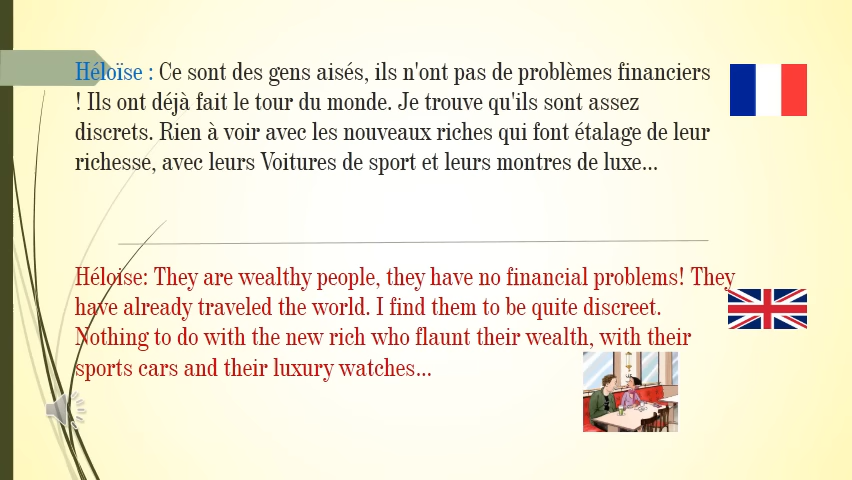 Héloïse : Ce sont des gens aisés, ils n'ont pas de problèmes financiers
! Ils ont déjà fait le tour du monde. Je trouve qu'ils sont assez
discrets. Rien à voir avec les nouveaux riches qui font étalage de leur
richesse, avec leurs Voitures de sport et leurs montres de luxe...
Héloise: They are wealthy people, they have no financial problems! They
have already traveled the world. I find them to be quite discreet.
Nothing to do with the new rich who flaunt their wealth, with their
sports cars and their luxury watches...